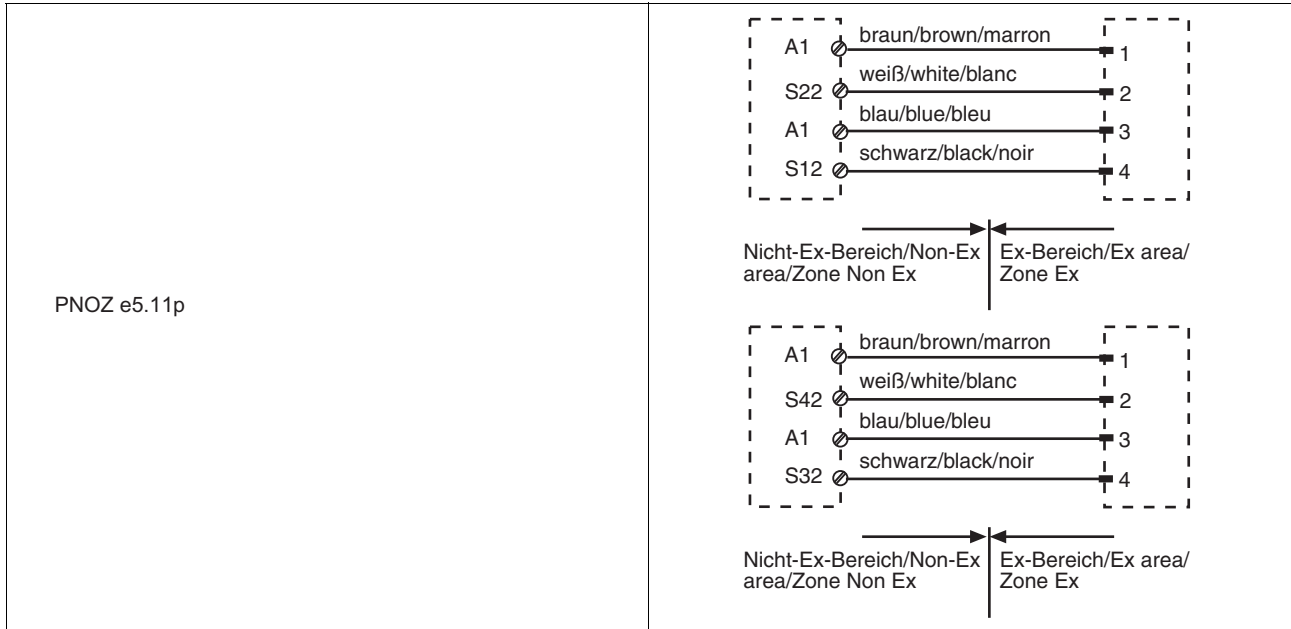 PNOZ e5.11p
braun/brown/marron
A1
1
weiß/white/blanc
S22
2
blau/blue/bleu
A1
3
schwarz/black/noir
S12
4
Nicht-Ex-Bereich/Non-Ex
area/Zone Non Ex
Ex-Bereich/Ex area/
Zone Ex
braun/brown/marron
A1
1
weiß/white/blanc
S42
2
blau/blue/bleu
A1
3
schwarz/black/noir
S32
4
Nicht-Ex-Bereich/Non-Ex
area/Zone Non Ex
Ex-Bereich/Ex area/
Zone Ex